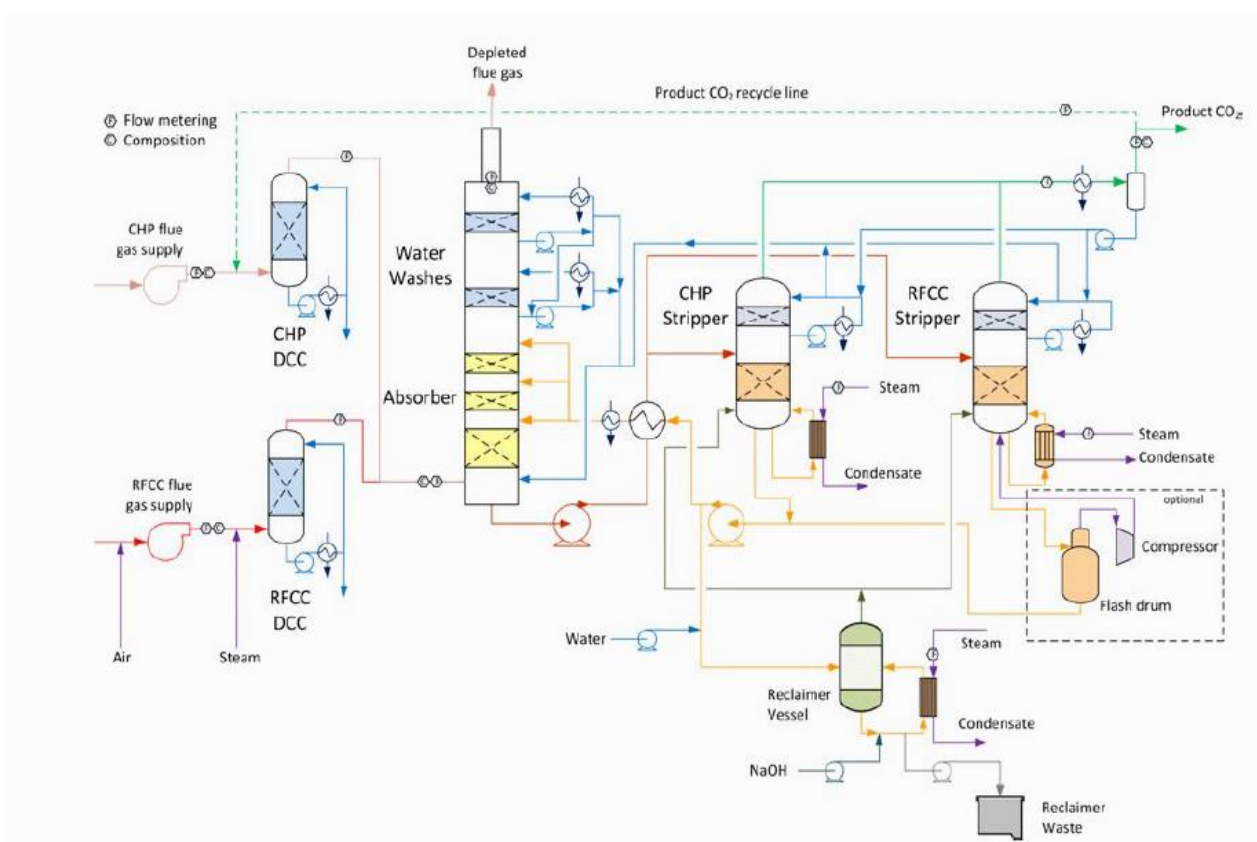 Depleted
flue gas
Product CO₂ recycle line
Product CO₂
Ⓕ Flow metering
Ⓒ Composition
CHP flue
gas supply
CHP
DCC
Water
Washes
Absorber
CHP
Stripper
RFCC
Stripper
Steam
Condensate
Steam
Condensate
optional
Compressor
Flash drum
RFCC flue
gas supply
RFCC
DCC
Air
Steam
Water
Reclaimer
Vessel
Steam
Condensate
NaOH
Reclaimer
Waste